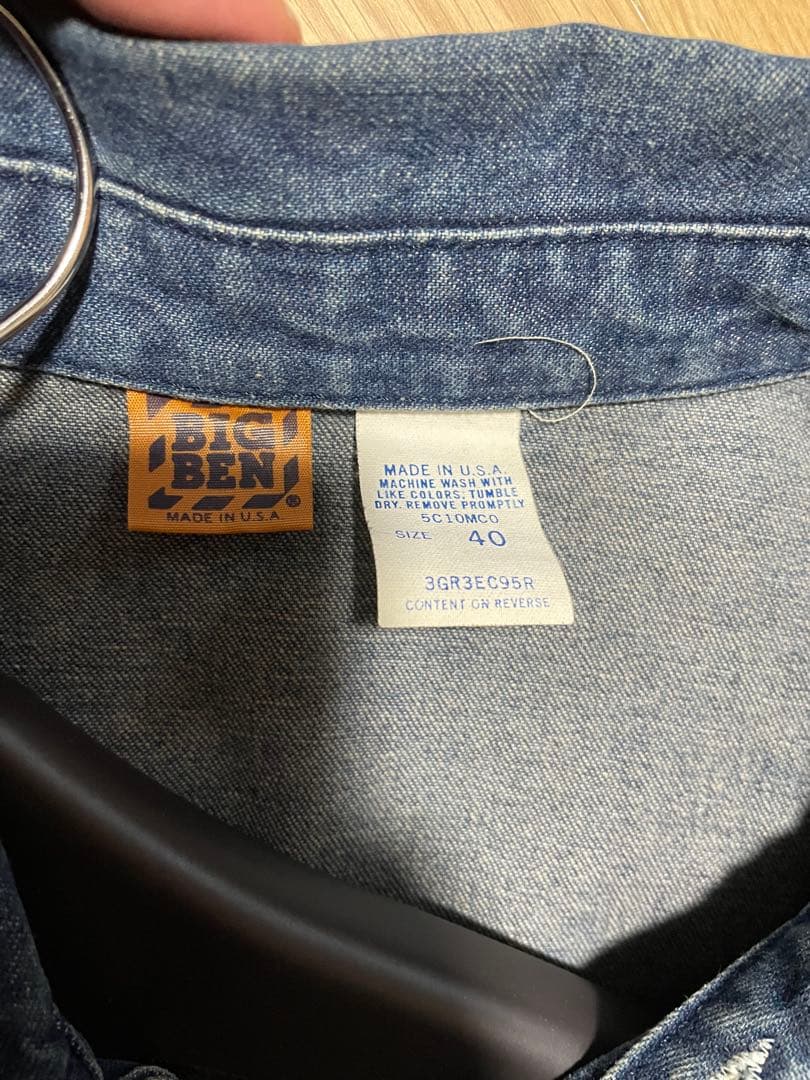 BIG
BEN®
MADE IN U.S.A
MADE IN U.S.A.
MACHINE WASH WITH
LIKE COLORS; TUMBLE
DRY. REMOVE PROMPTLY
5C10MCO
SIZE 40
3GR3EC95R
CONTENT ON REVERSE